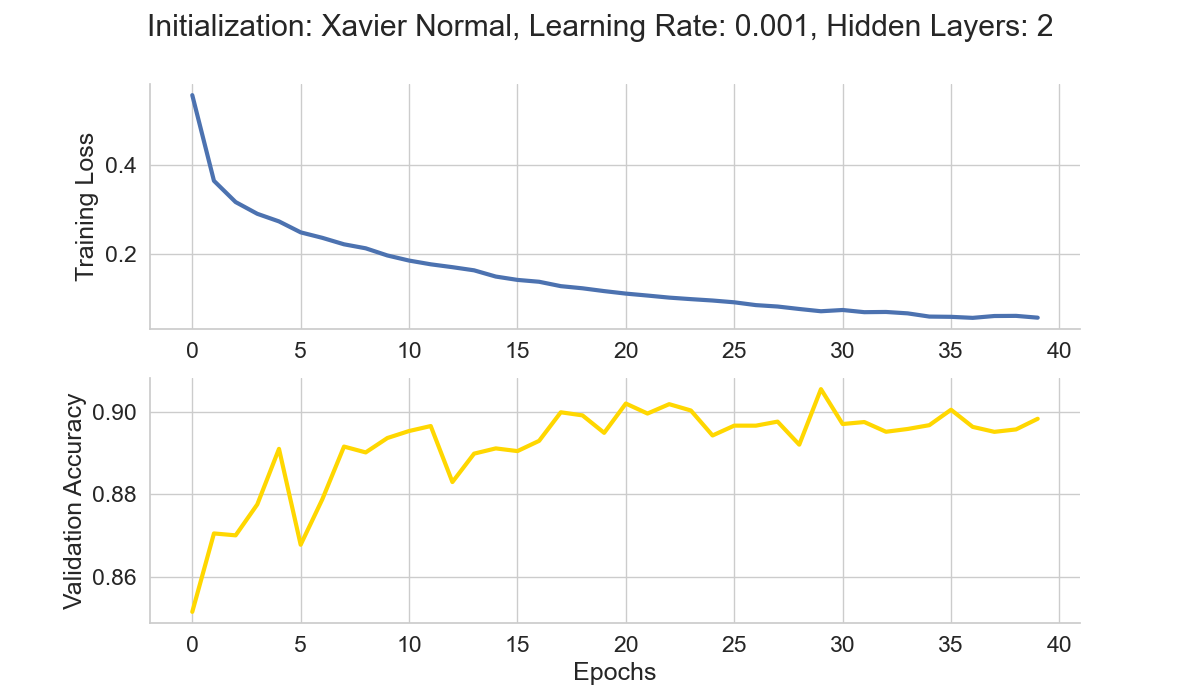 Initialization: Xavier Normal, Learning Rate: 0.001, Hidden Layers: 2
Training Loss
0.4
0.2
0 5 10 15 20 25 30 35 40
Validation Accuracy
0.90
0.88
0.86
0 5 10 15 20 25 30 35 40
Epochs